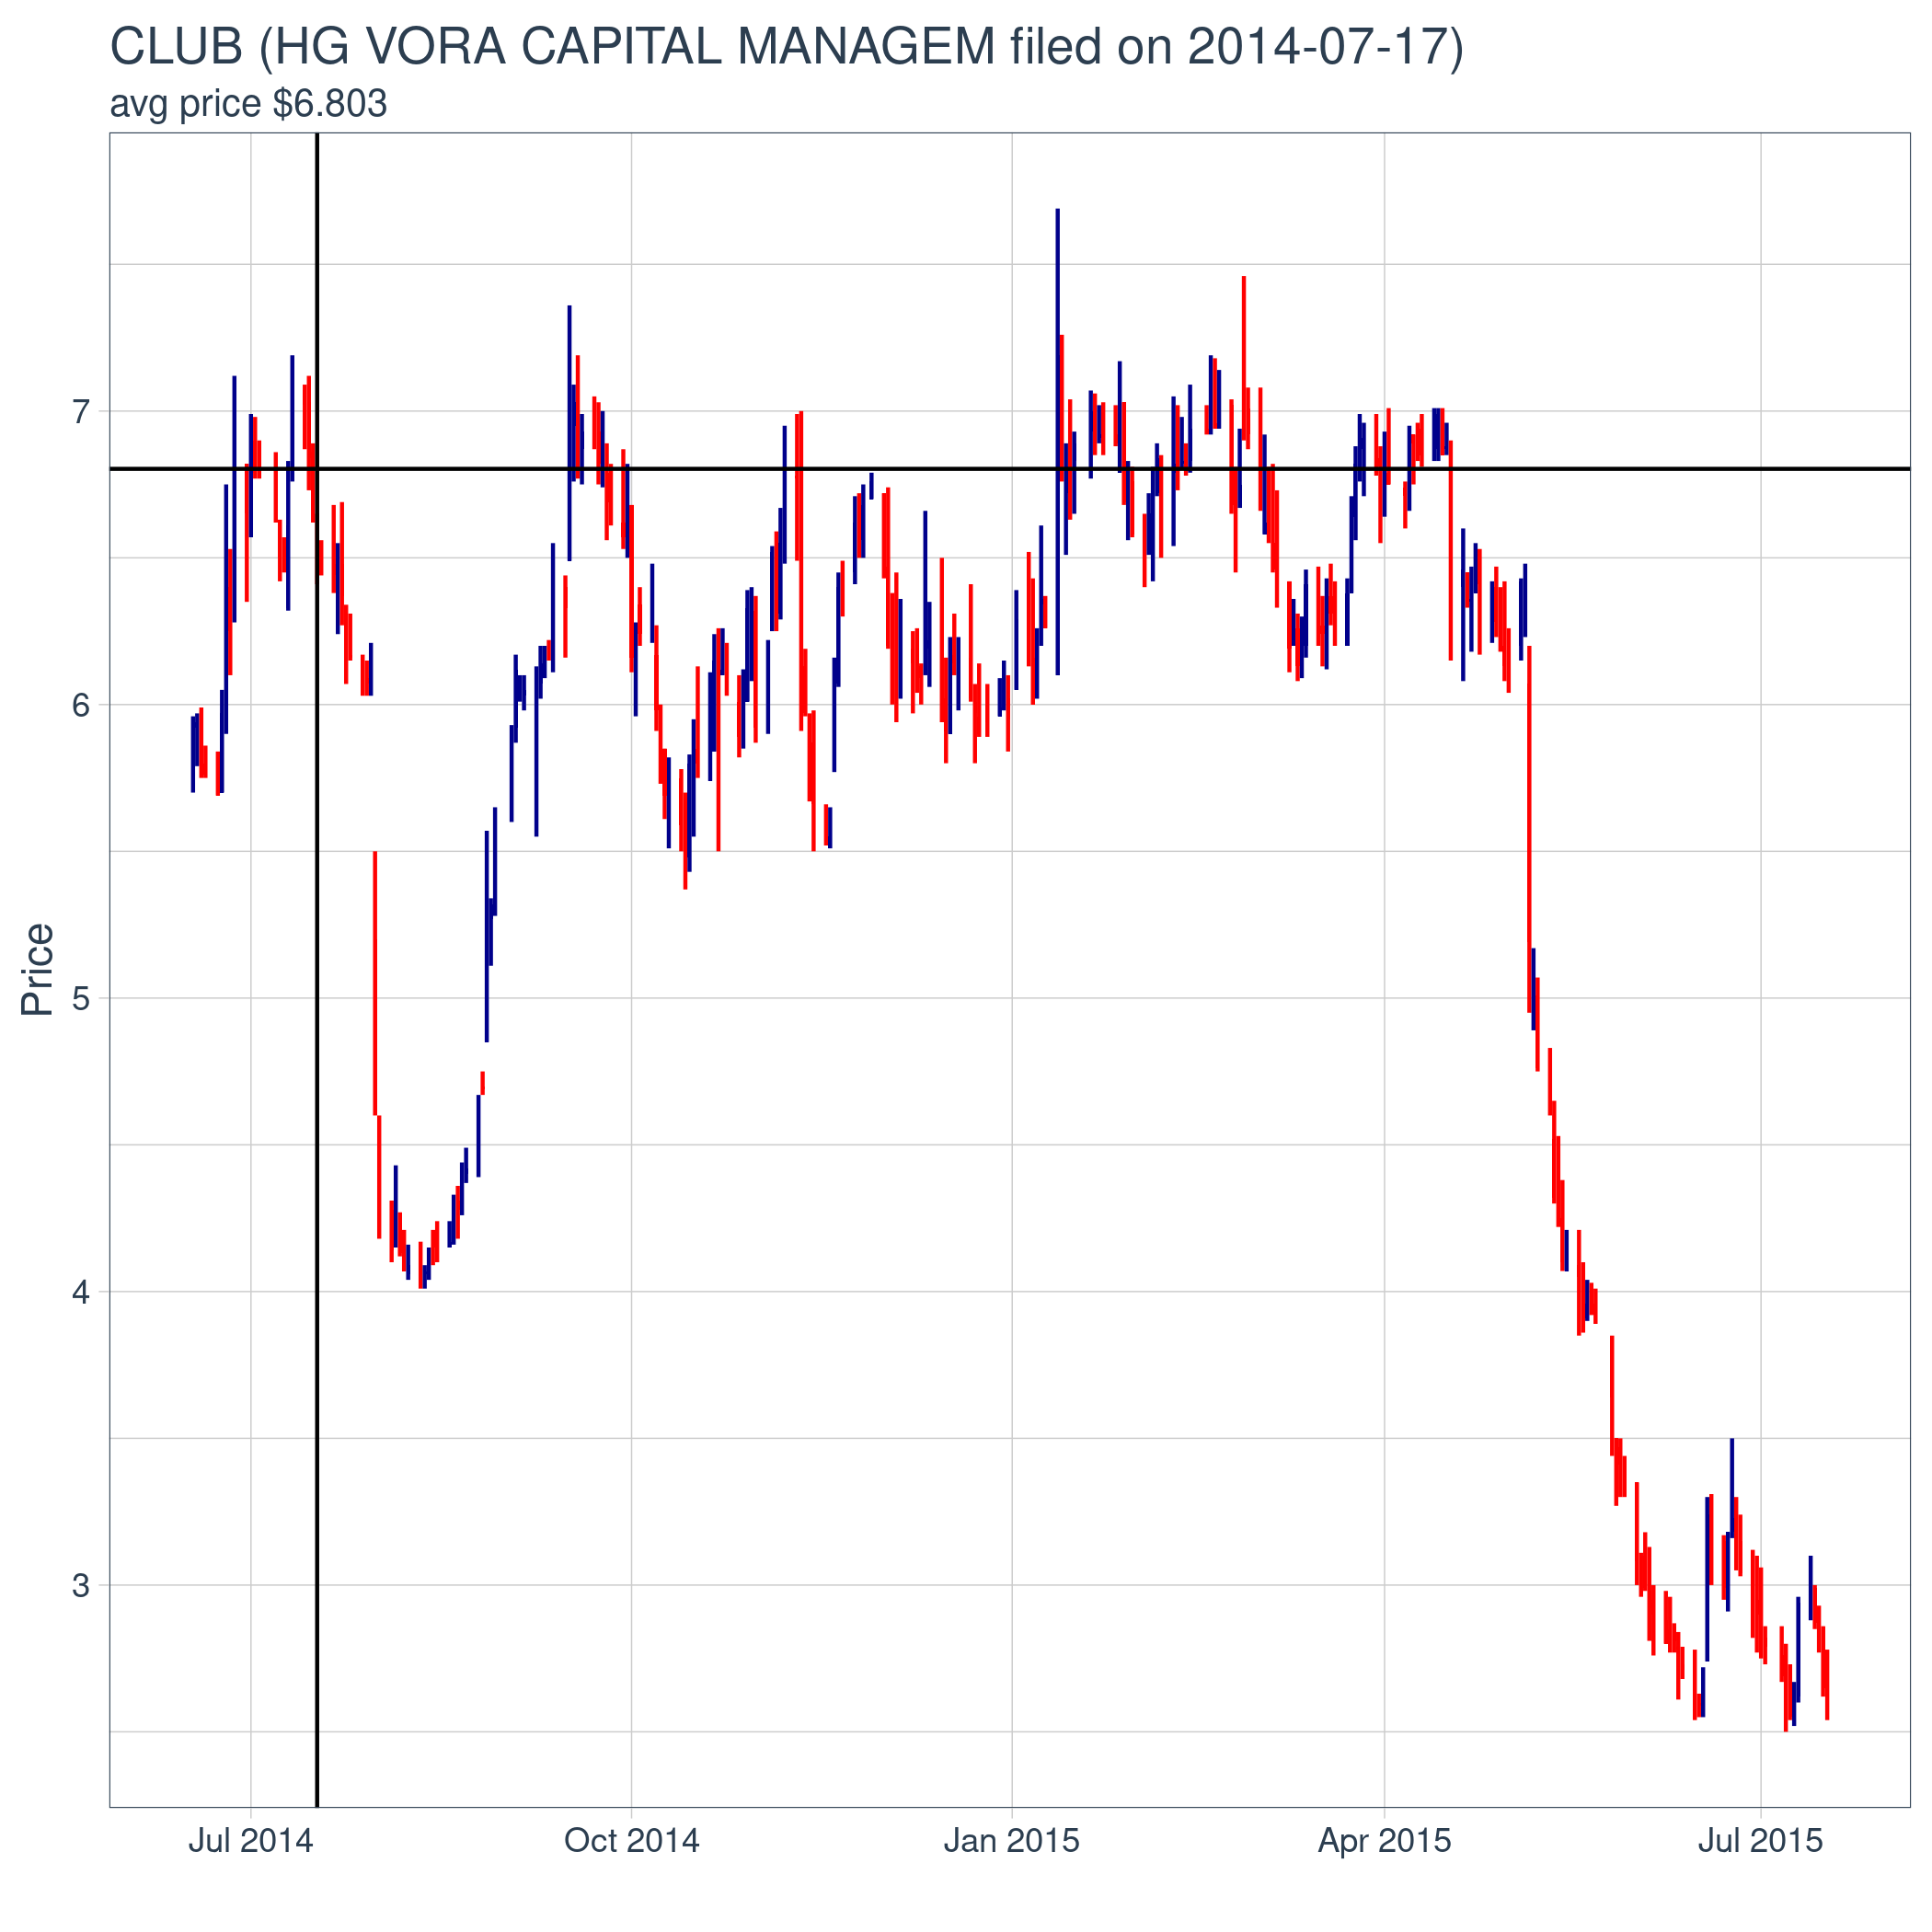 CLUB (HG VORA CAPITAL MANAGEM filed on 2014-07-17)
avg price $6.803
Price
7
6
5
4
3
Jul 2014
Oct 2014
Jan 2015
Apr 2015
Jul 2015